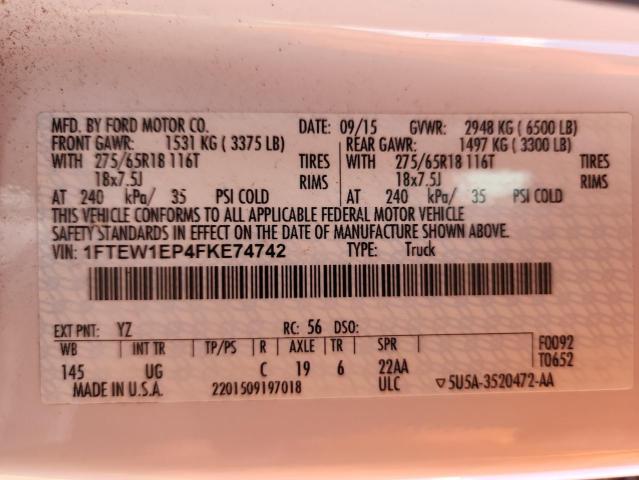 MFD. BY FORD MOTOR CO. DATE: 09/15 GVWR: 2948 KG ( 6500 LB)
FRONT GAWR: 1531 KG ( 3375 LB) REAR GAWR: 1497 KG ( 3300 LB)
WITH 275/65R18 116T TIRES WITH 275/65R18 116T TIRES
18x7.5J RIMS 18x7.5J RIMS
AT 240 kPa/ 35 PSI COLD AT 240 kPa/ 35 PSI COLD
THIS VEHICLE CONFORMS TO ALL APPLICABLE FEDERAL MOTOR VEHICLE
SAFETY STANDARDS IN EFFECT ON THE DATE OF MANUFACTURE SHOWN ABOVE.
VIN: 1FTEW1EP4FKE74742 TYPE: Truck
EXT PNT: YZ RC: 56 DSO:
WB INT TR TP/PS R AXLE TR SPR F0092
145 UG C 19 6 22AA T0652
MADE IN U.S.A. 2201509197018 ULC ▽5U5A-3520472-AA